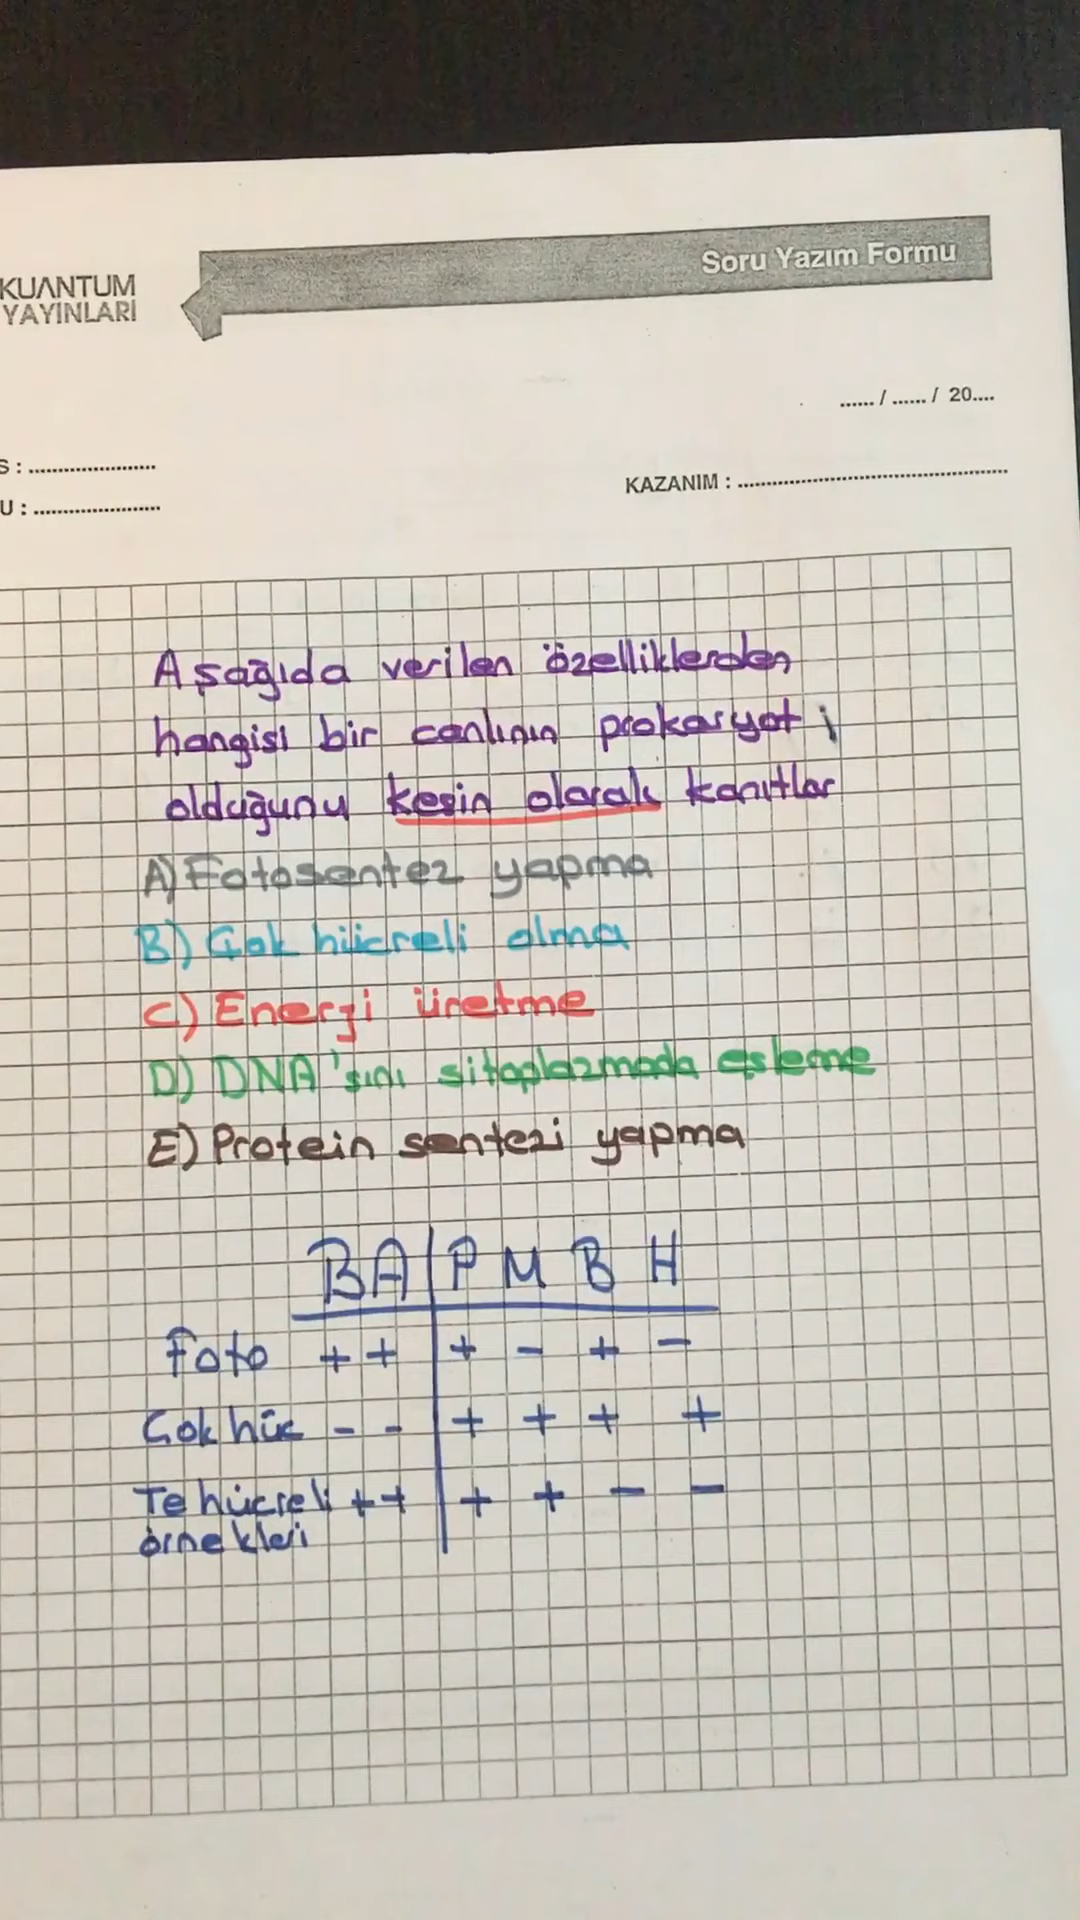 KUANTUM
YAYINLARI
Soru Yazım Formu
...... / ...... / 20....
S : ......................
U : ......................
KAZANIM : ..............................................
Aşağıda verilen özelliklerden
hangisi bir canlının prokaryot
olduğunu kesin olarak kanıtlar
A) Fotosentez yapma
B) Çok hücreli olma
C) Enerji üretme
D) DNA'sını sitoplazmada eşleme
E) Protein sentezi yapma
B A P M B H
Foto + + + - + -
Çok hüc - - + + + +
Te hücreli + + + + - -
örnekleri